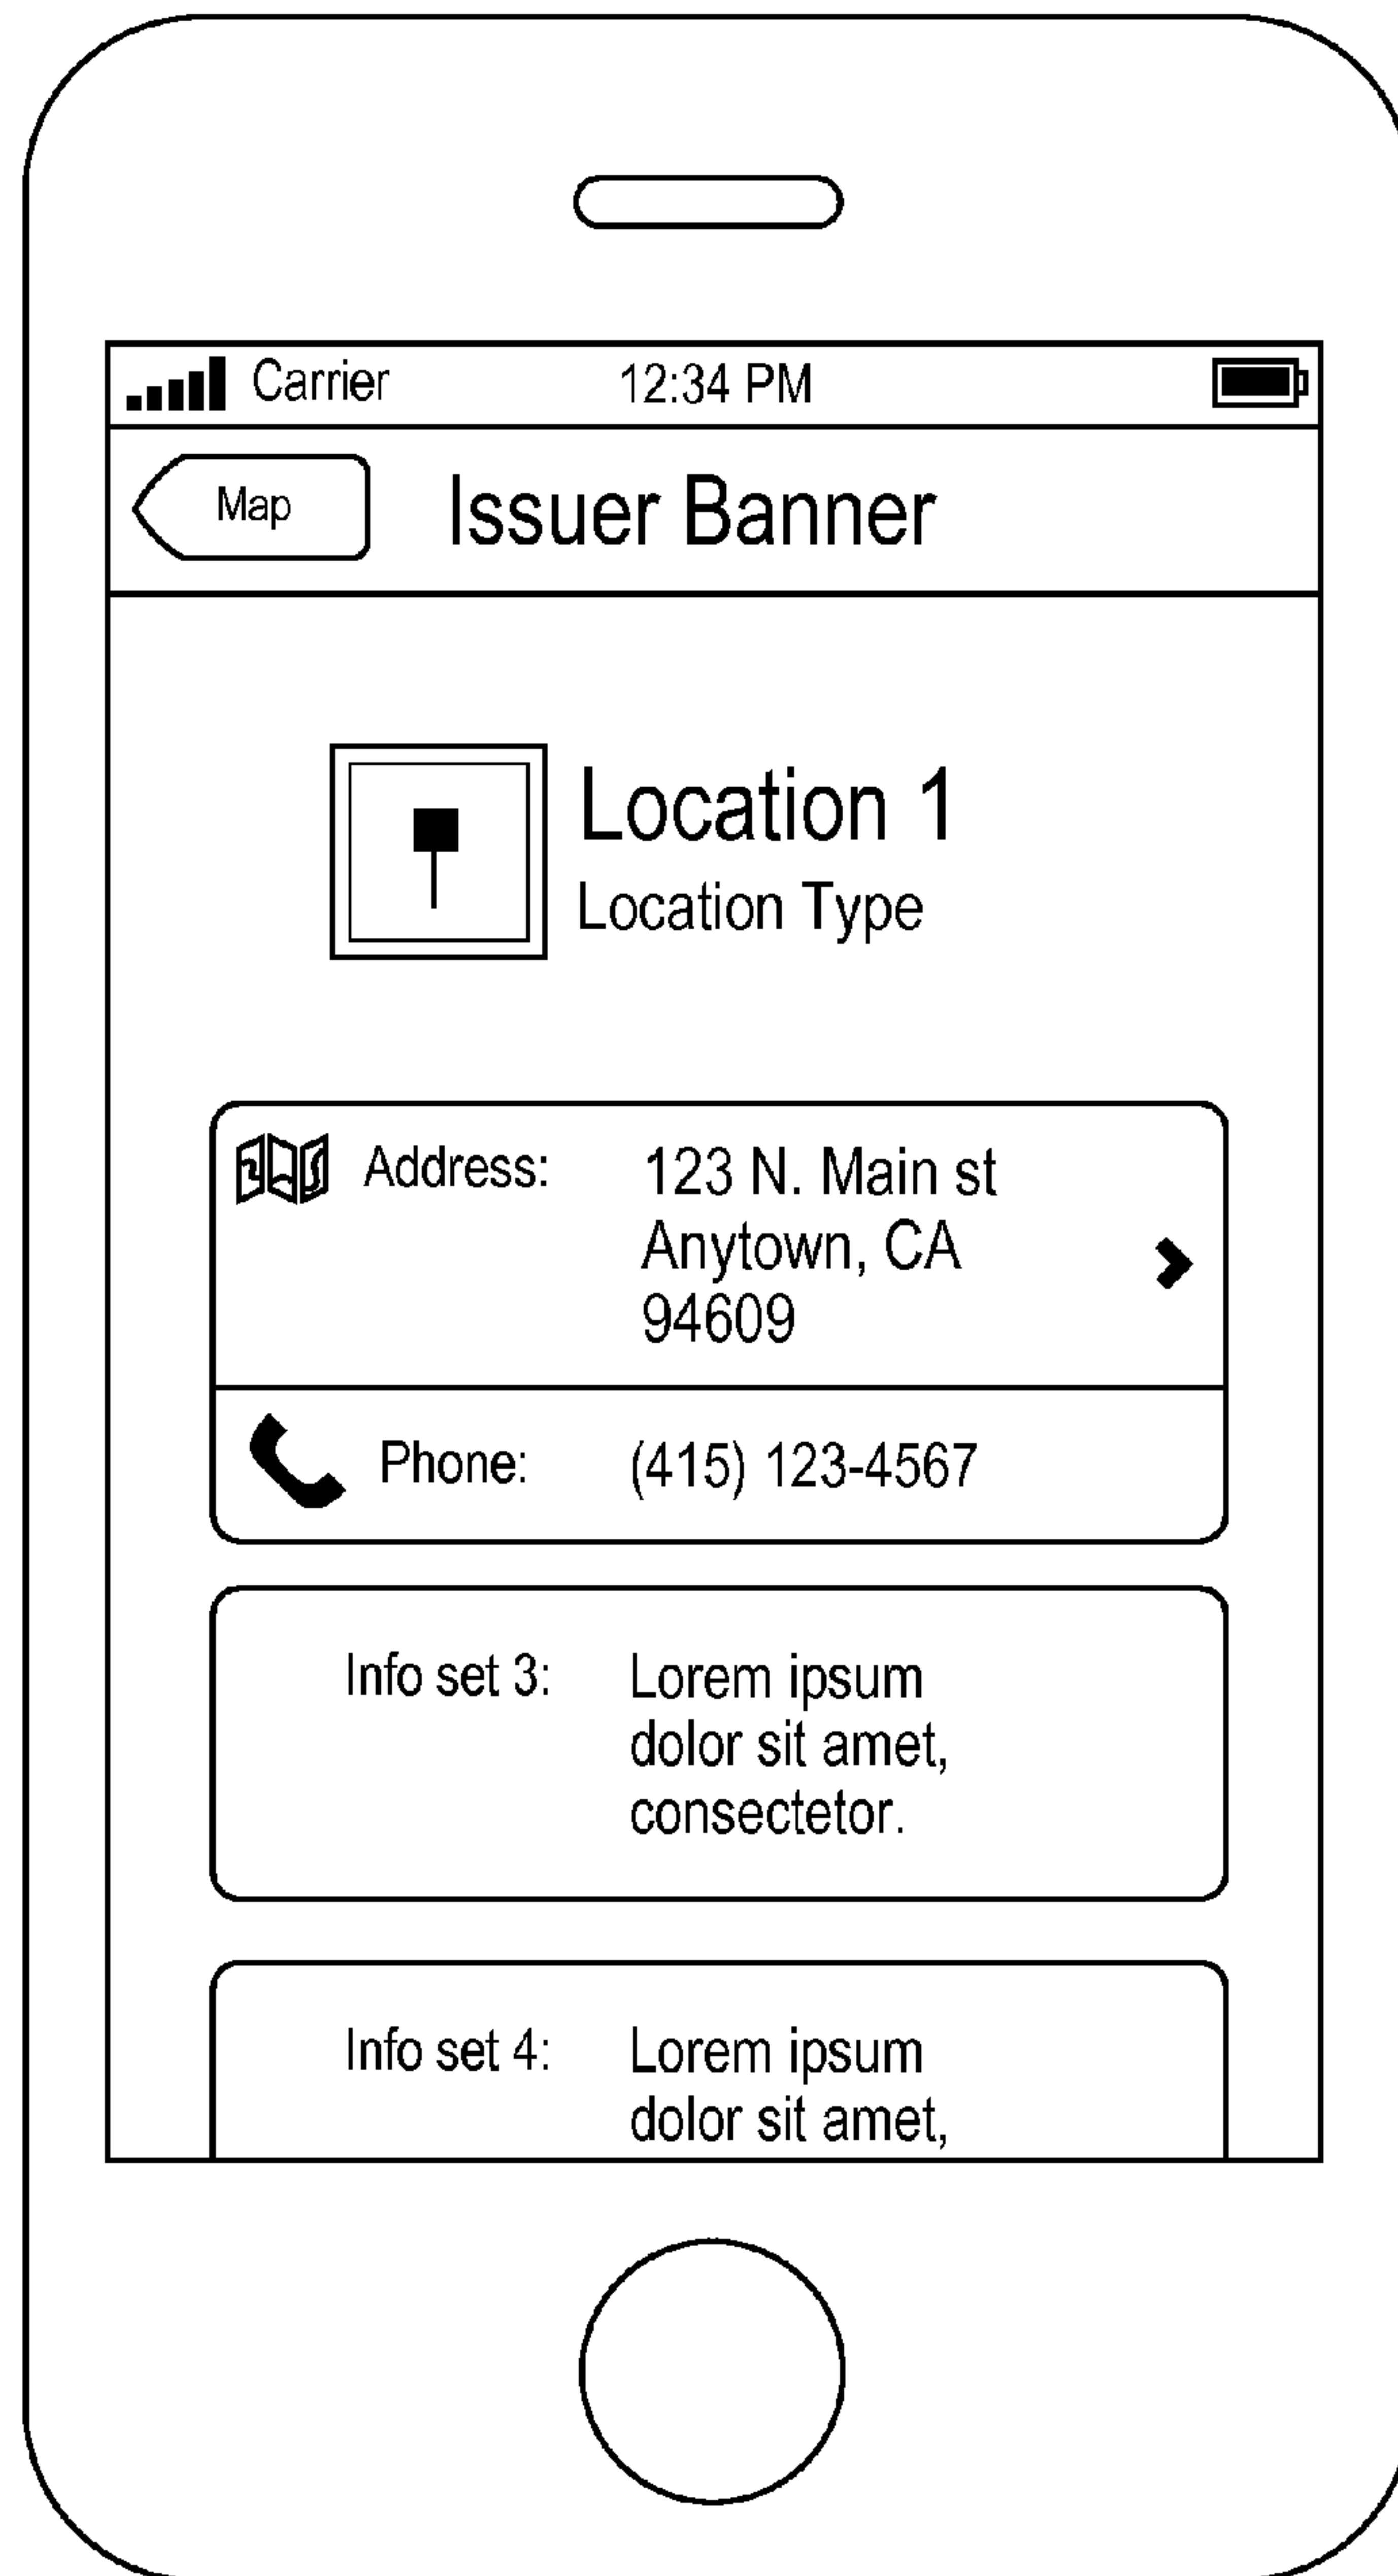 Carrier 12:34 PM
Map Issuer Banner
Location 1
Location Type
Address: 123 N. Main st
Anytown, CA
94609
Phone: (415) 123-4567
Info set 3: Lorem ipsum
dolor sit amet,
consectetor.
Info set 4: Lorem ipsum
dolor sit amet,